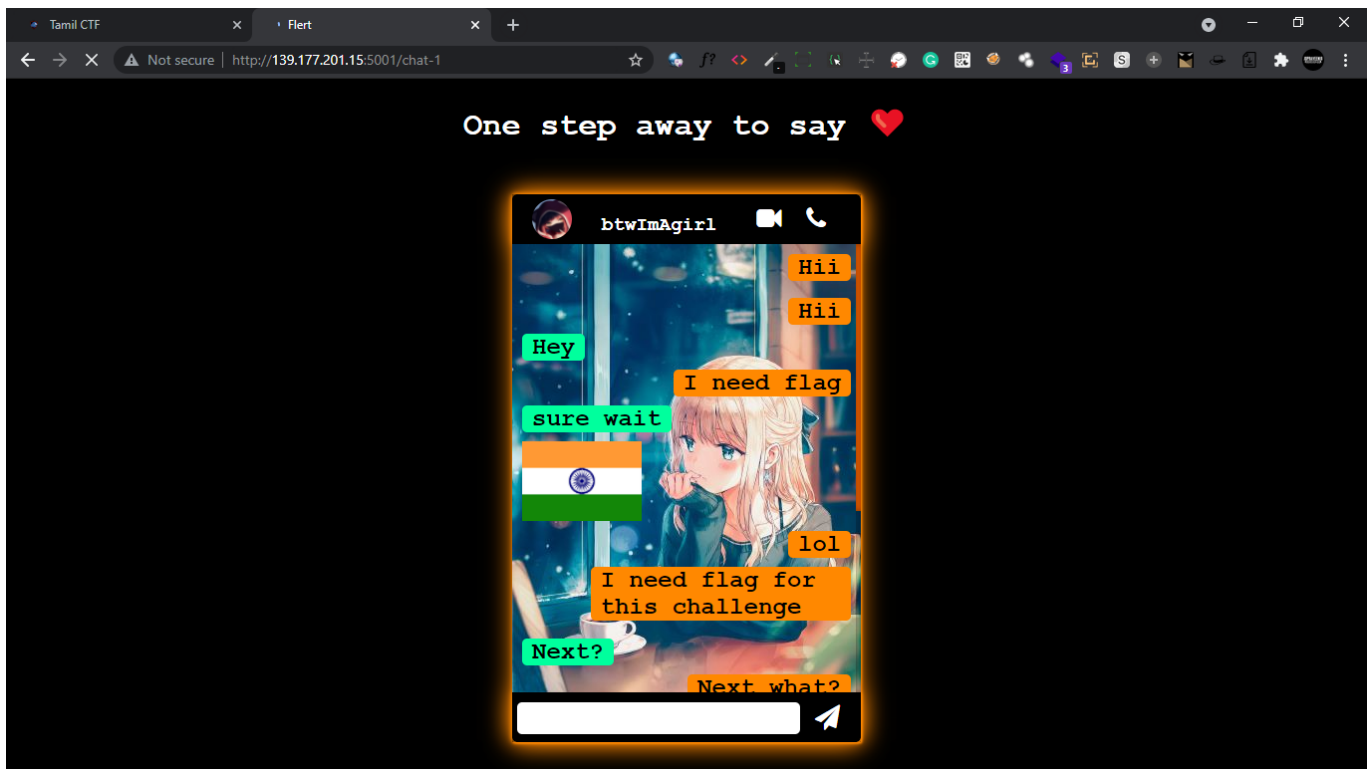 Tamil CTF
Flert
Not secure | http://139.177.201.15:5001/chat-1
One step away to say
btwImAgirl
Hii
Hii
Hey
I need flag
sure wait
lol
I need flag for
this challenge
Next?
Next what?